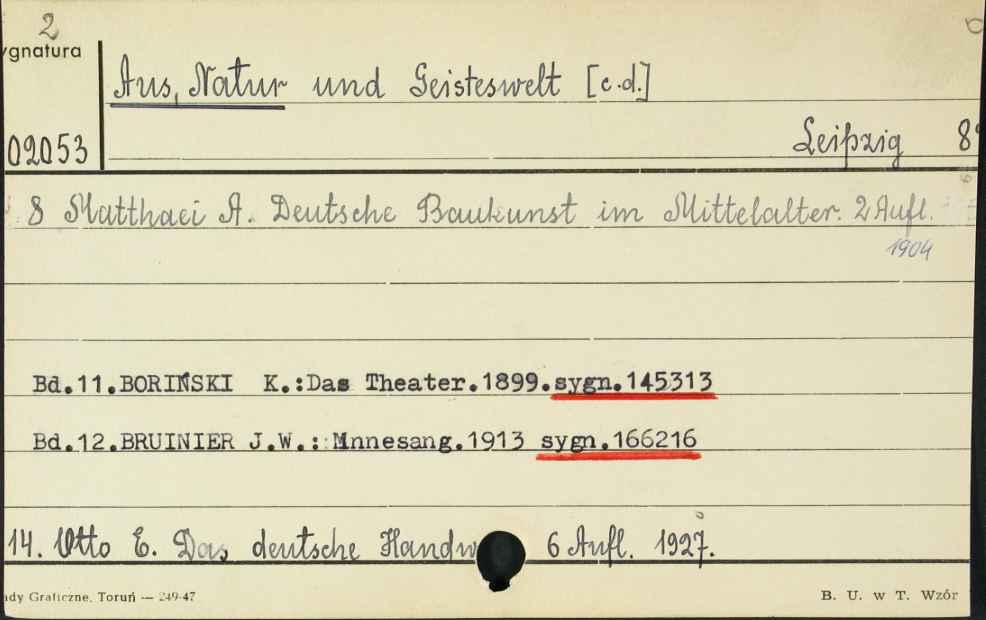 2
ygnatura
Aus Natur und Geisteswelt [c.d.]
02053
Leipzig 8°
8 Matthaei A. Deutsche Baukunst im Mittelalter. 2 Aufl.
1904
Bd.11.BORIŃSKI K.:Das Theater.1899.sygn.145313
Bd.12.BRUINIER J.W.: Mnnesang.1913 sygn.166216
14. Otto E. Das deutsche Handw 6 Aufl. 1927.
ady Graficzne, Toruń — 249-47
B. U. w T. Wzór